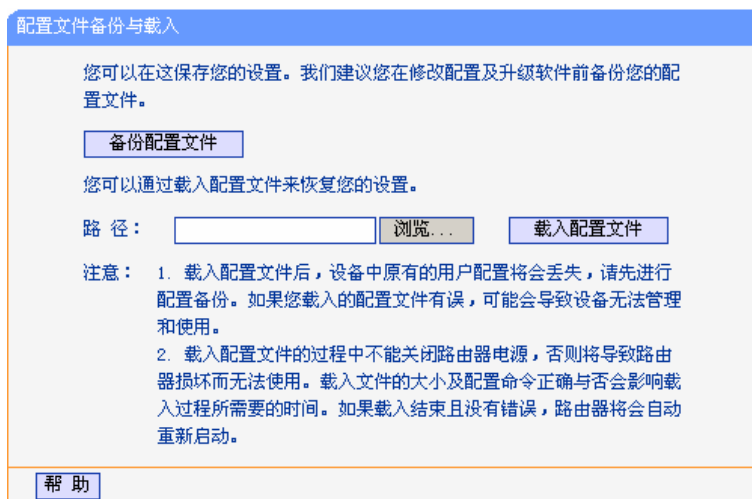 配置文件备份与载入
您可以在这保存您的设置。我们建议您在修改配置及升级软件前备份您的配
置文件。
备份配置文件
您可以通过载入配置文件来恢复您的设置。
路 径： 浏览... 载入配置文件
注意： 1. 载入配置文件后，设备中原有的用户配置将会丢失，请先进行
配置备份。如果您载入的配置文件有误，可能会导致设备无法管理
和使用。
2. 载入配置文件的过程中不能关闭路由器电源，否则将导致路由
器损坏而无法使用。载入文件的大小及配置命令正确与否会影响载
入过程所需要的时间。如果载入结束且没有错误，路由器将会自动
重新启动。
帮 助